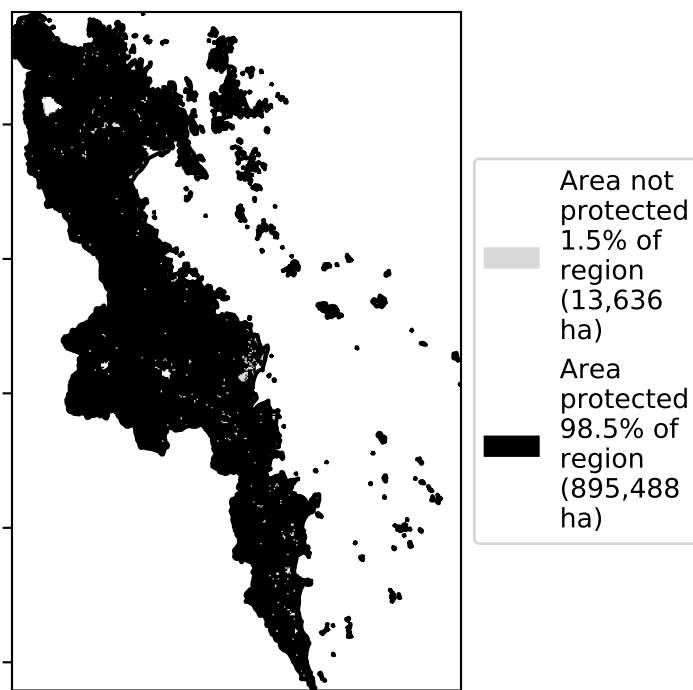 Area not
protected
1.5% of
region
(13,636
ha)
Area
protected
98.5% of
region
(895,488
ha)